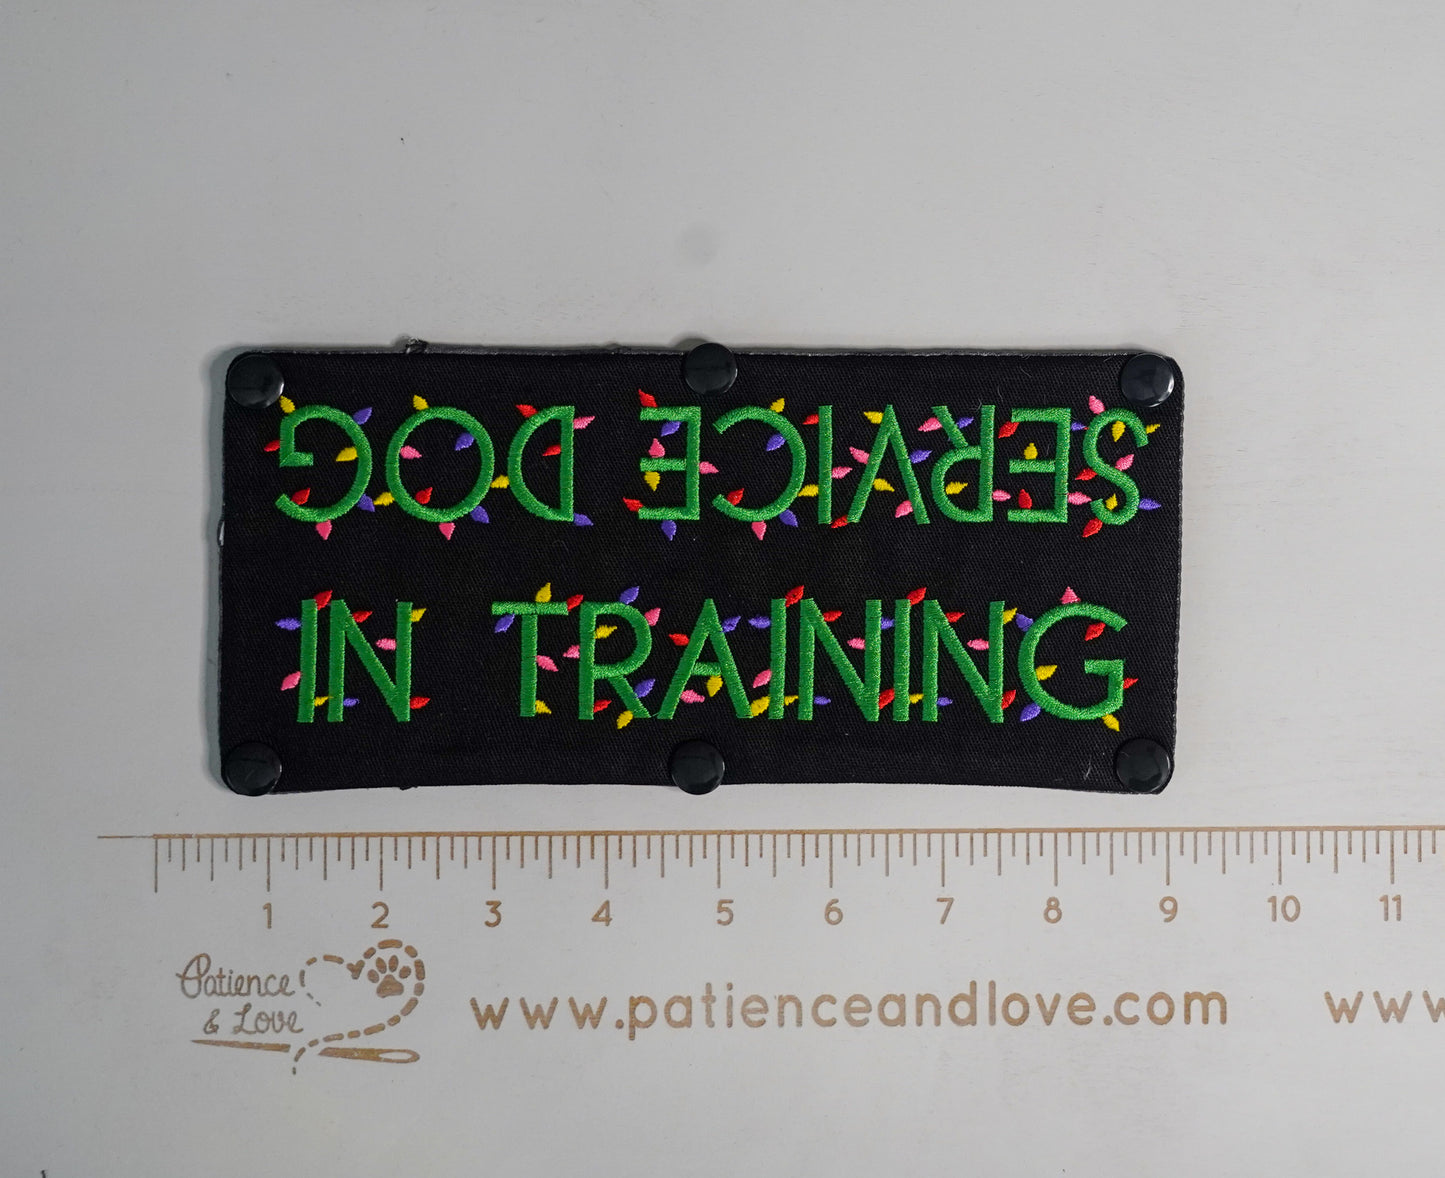 SERVICE DOG
IN TRAINING
1 2 3 4 5 6 7 8 9 10 11
Patience
& Love
www.patienceandlove.com
www